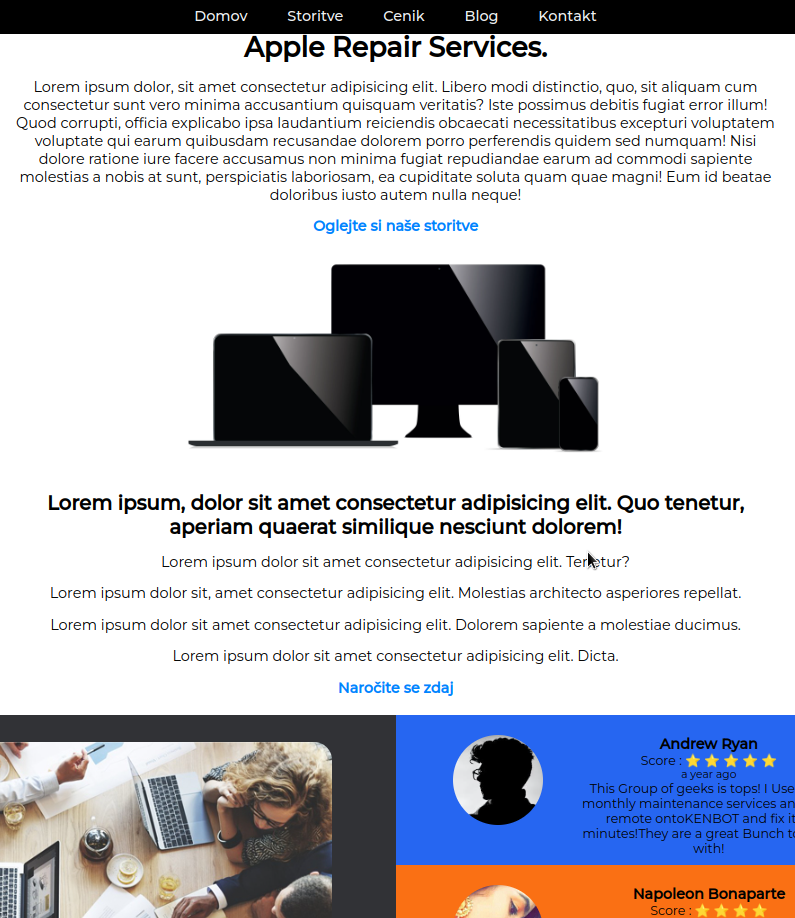 Domov Storitve Cenik Blog Kontakt
Apple Repair Services.
Lorem ipsum dolor, sit amet consectetur adipisicing elit. Libero modi distinctio, quo, sit aliquam cum
consectetur sunt vero minima accusantium quisquam veritatis? Iste possimus debitis fugiat error illum!
Quod corrupti, officia explicabo ipsa laudantium reiciendis obcaecati necessitatibus excepturi voluptatem
voluptate qui earum quibusdam recusandae dolorem porro perferendis quidem sed numquam! Nisi
dolore ratione iure facere accusamus non minima fugiat repudiandae earum ad commodi sapiente
molestias a nobis at sunt, perspiciatis laboriosam, ea cupiditate soluta quam quae magni! Eum id beatae
doloribus iusto autem nulla neque!
Oglejte si naše storitve
Lorem ipsum, dolor sit amet consectetur adipisicing elit. Quo tenetur,
aperiam quaerat similique nesciunt dolorem!
Lorem ipsum dolor sit amet consectetur adipisicing elit. Tenetur?
Lorem ipsum dolor sit, amet consectetur adipisicing elit. Molestias architecto asperiores repellat.
Lorem ipsum dolor sit amet consectetur adipisicing elit. Dolorem sapiente a molestiae ducimus.
Lorem ipsum dolor sit amet consectetur adipisicing elit. Dicta.
Naročite se zdaj
Andrew Ryan
Score : ⭐ ⭐ ⭐ ⭐ ⭐
a year ago
This Group of geeks is tops! I Use
monthly maintenance services an
remote ontoKENBOT and fix it
minutes!They are a great Bunch to
with!
Napoleon Bonaparte
Score : ⭐ ⭐ ⭐ ⭐